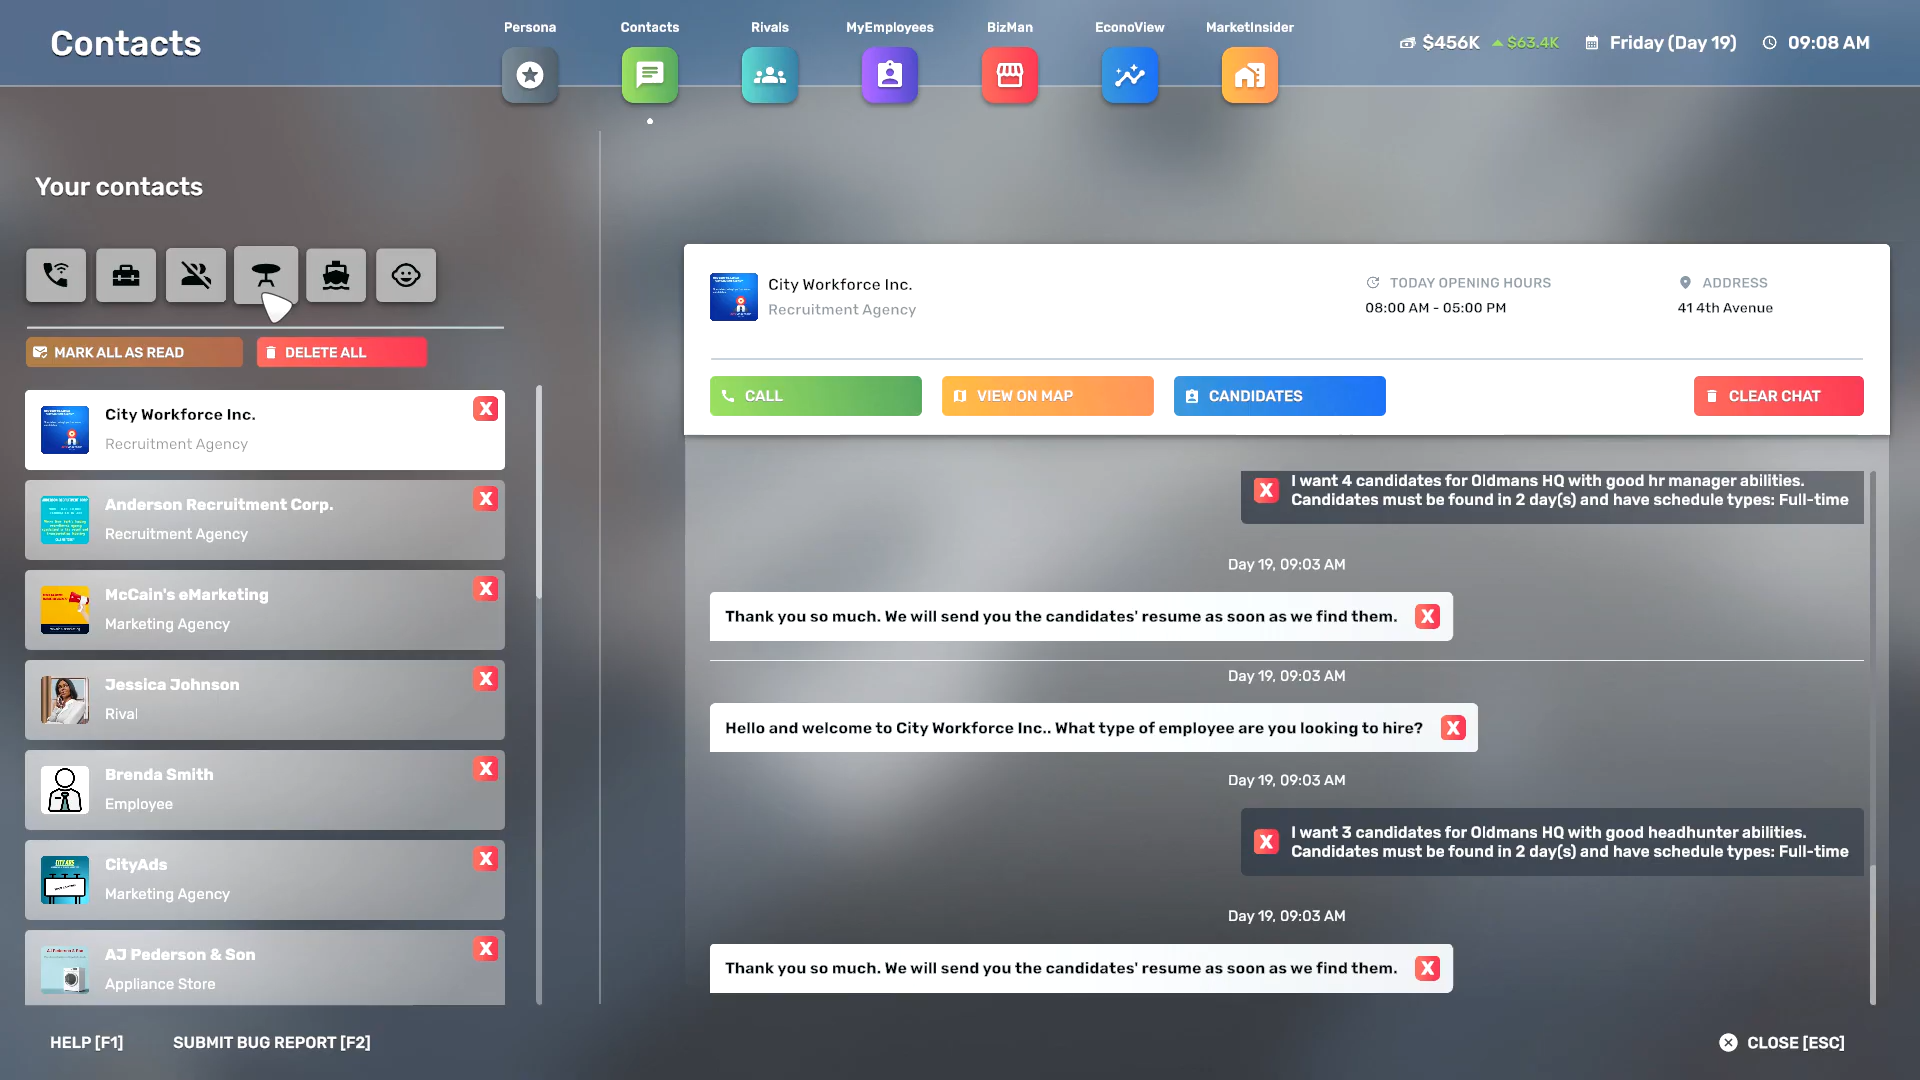 Contacts
Persona
Contacts
Rivals
MyEmployees
BizMan
EconoView
MarketInsider
$456K
$63.4K
Friday (Day 19)
09:08 AM
Your contacts
MARK ALL AS READ
DELETE ALL
City Workforce Inc.
Recruitment Agency
X
Anderson Recruitment Corp.
Recruitment Agency
X
McCain's eMarketing
Marketing Agency
X
Jessica Johnson
Rival
X
Brenda Smith
Employee
X
CityAds
Marketing Agency
X
AJ Pederson & Son
Appliance Store
X
City Workforce Inc.
Recruitment Agency
TODAY OPENING HOURS
08:00 AM - 05:00 PM
ADDRESS
41 4th Avenue
CALL
VIEW ON MAP
CANDIDATES
CLEAR CHAT
X
I want 4 candidates for Oldmans HQ with good hr manager abilities.
Candidates must be found in 2 day(s) and have schedule types: Full-time
Day 19, 09:03 AM
Thank you so much. We will send you the candidates' resume as soon as we find them.
X
Day 19, 09:03 AM
Hello and welcome to City Workforce Inc.. What type of employee are you looking to hire?
X
Day 19, 09:03 AM
X
I want 3 candidates for Oldmans HQ with good headhunter abilities.
Candidates must be found in 2 day(s) and have schedule types: Full-time
Day 19, 09:03 AM
Thank you so much. We will send you the candidates' resume as soon as we find them.
X
HELP [F1]
SUBMIT BUG REPORT [F2]
CLOSE [ESC]